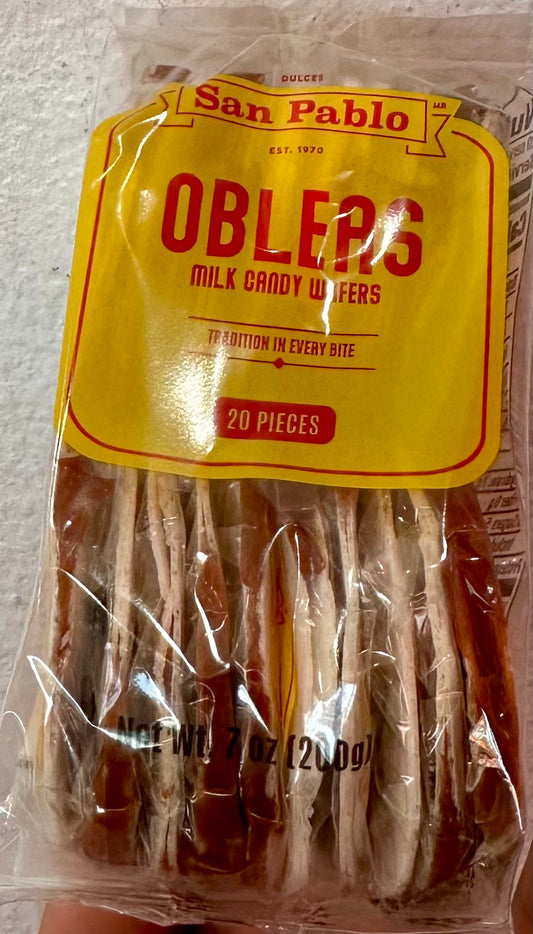 DULCES
San Pablo
M.R
EST. 1970
OBLEAS
MILK CANDY WAFERS
TRADITION IN EVERY BITE
20 PIECES
Net Wt. 7 oz (200g)